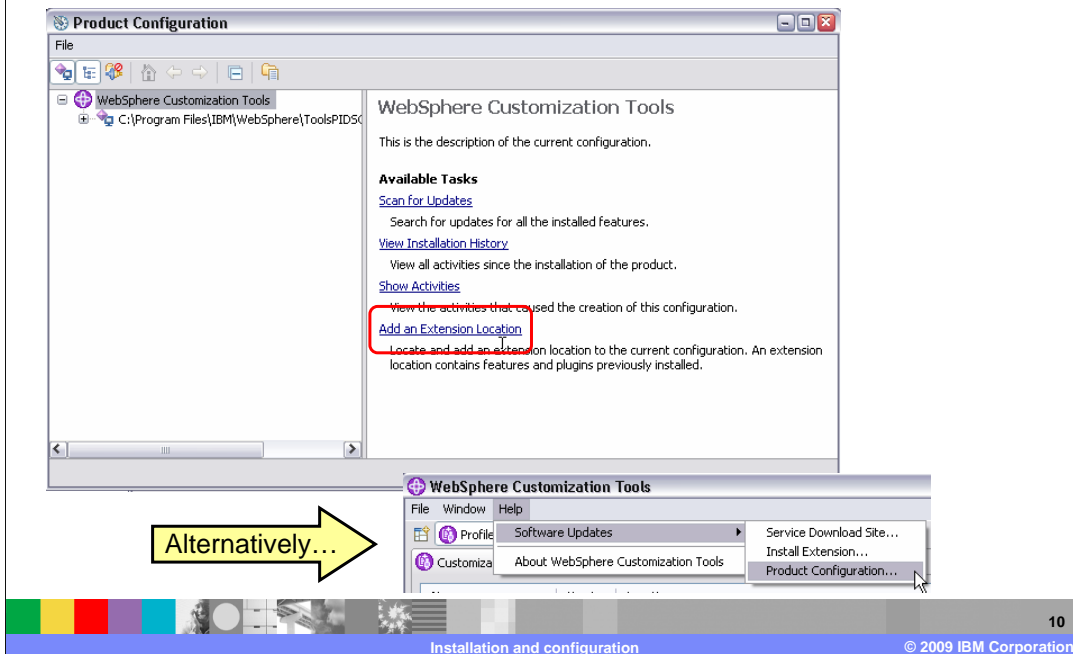 Product Configuration
File
WebSphere Customization Tools
C:\Program Files\IBM\WebSphere\ToolsPIDSC
WebSphere Customization Tools
This is the description of the current configuration.
Available Tasks
Scan for Updates
Search for updates for all the installed features.
View Installation History
View all activities since the installation of the product.
Show Activities
View the activities that caused the creation of this configuration.
Add an Extension Location
Locate and add an extension location to the current configuration. An extension
location contains features and plugins previously installed.
Alternatively…
WebSphere Customization Tools
File Window Help
Profile
Software Updates
Service Download Site...
Install Extension...
Customiza
About WebSphere Customization Tools
Product Configuration...
10
Installation and configuration
© 2009 IBM Corporation